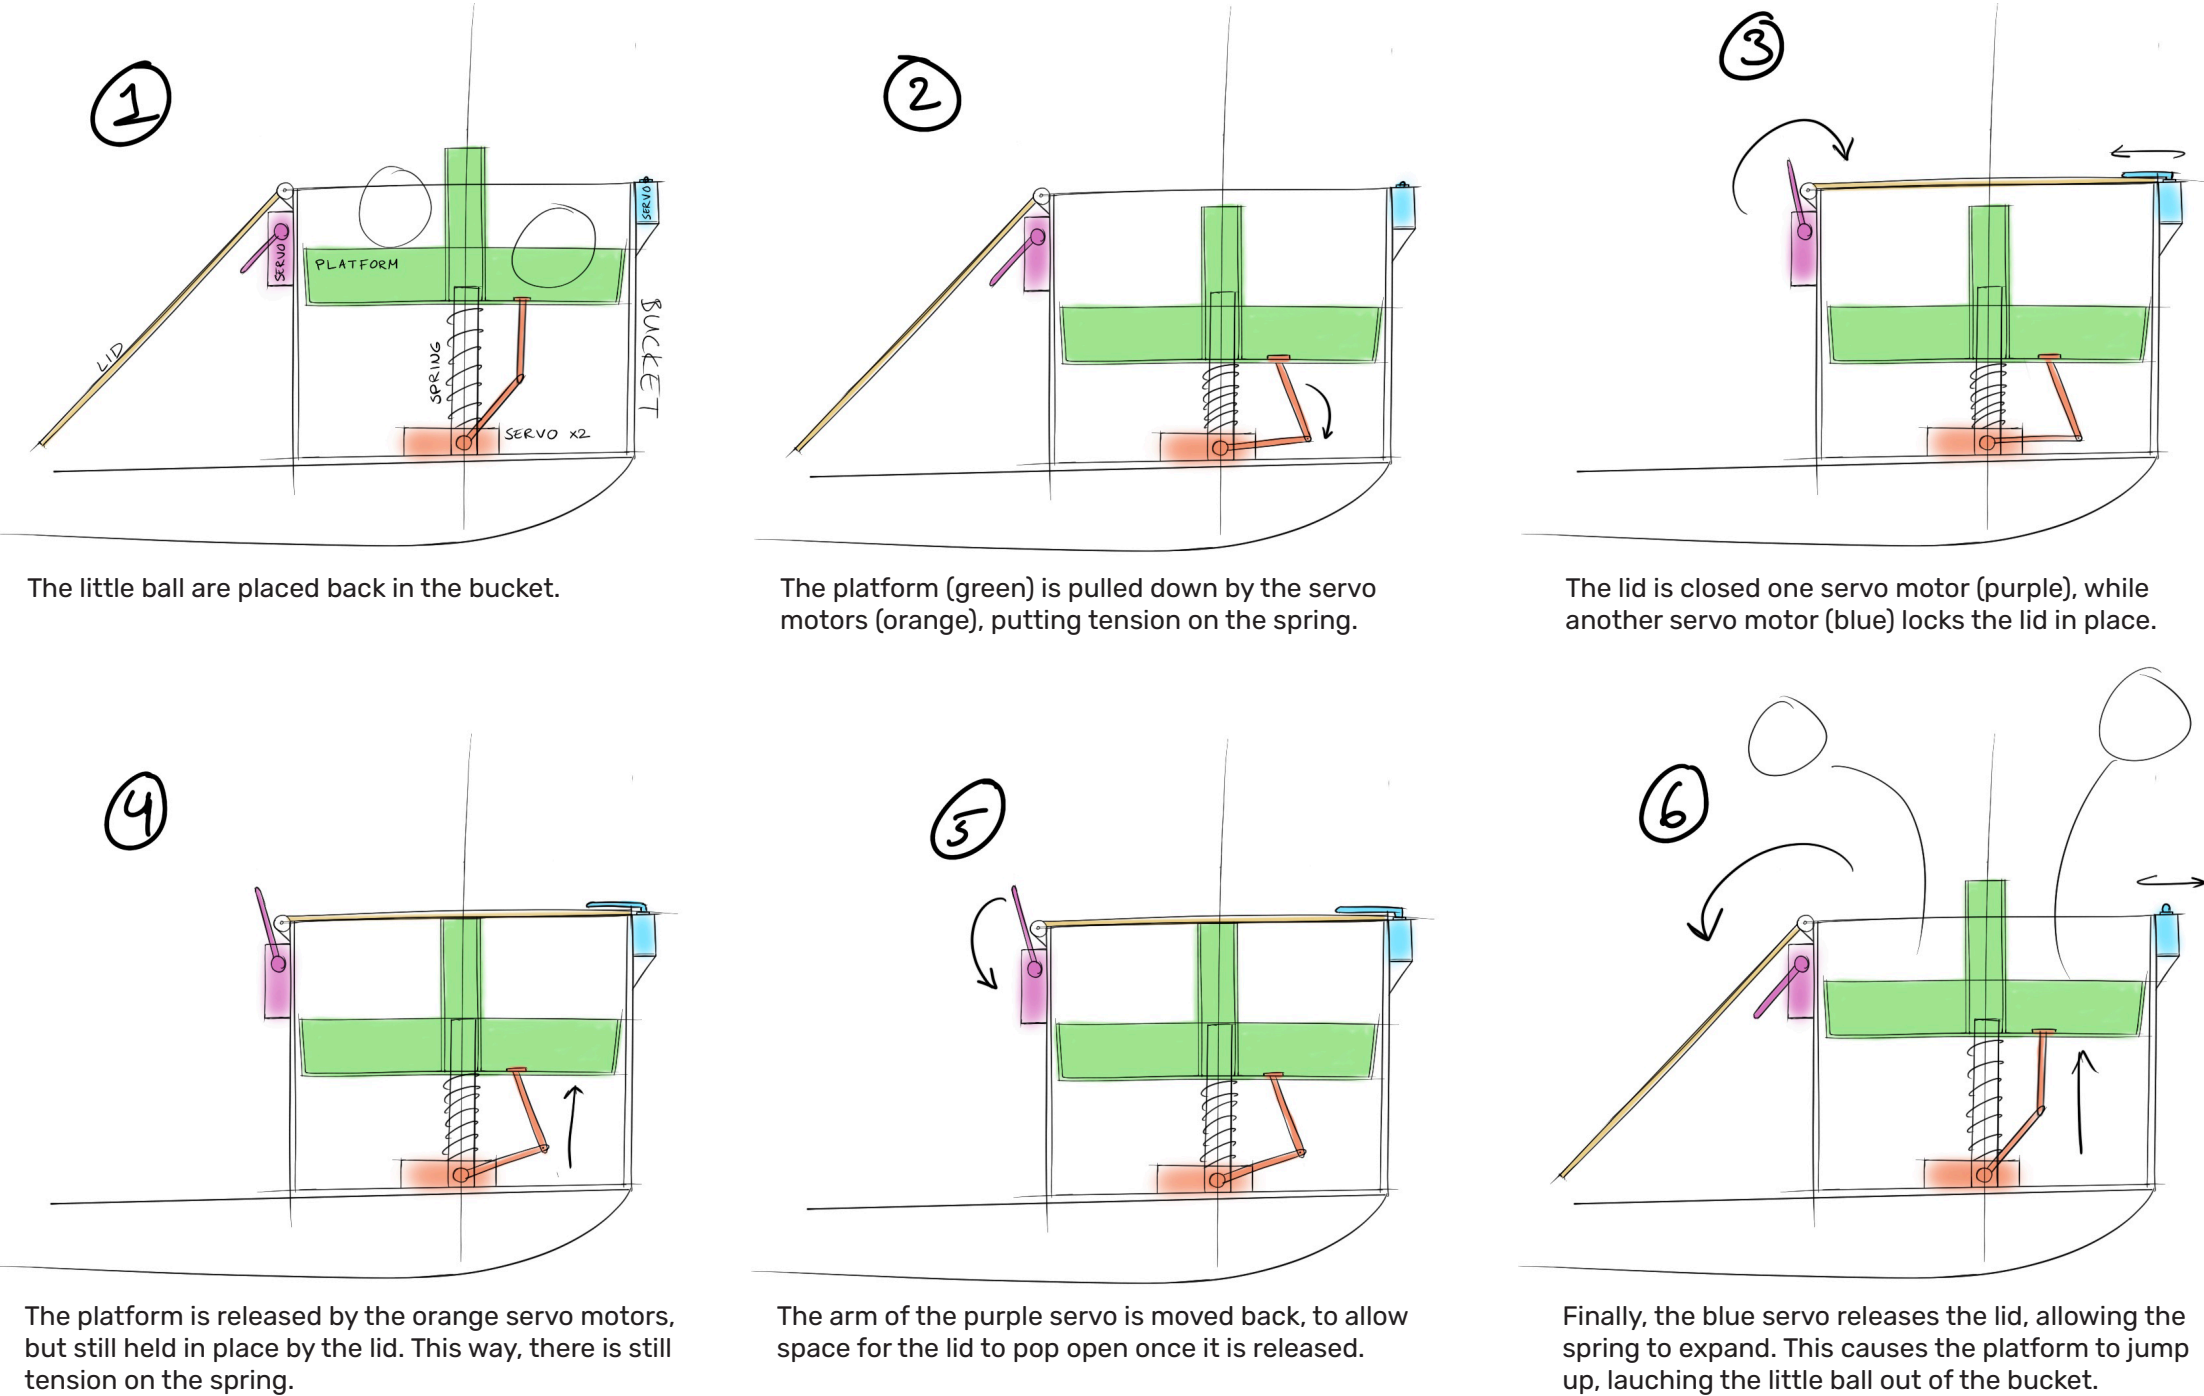 1
SERVO
SERVO
PLATFORM
LID
SPRING
BUCKET
SERVO x2
The little ball are placed back in the bucket.
2
The platform (green) is pulled down by the servo
motors (orange), putting tension on the spring.
3
The lid is closed one servo motor (purple), while
another servo motor (blue) locks the lid in place.
4
The platform is released by the orange servo motors,
but still held in place by the lid. This way, there is still
tension on the spring.
5
The arm of the purple servo is moved back, to allow
space for the lid to pop open once it is released.
6
Finally, the blue servo releases the lid, allowing the
spring to expand. This causes the platform to jump
up, lauching the little ball out of the bucket.